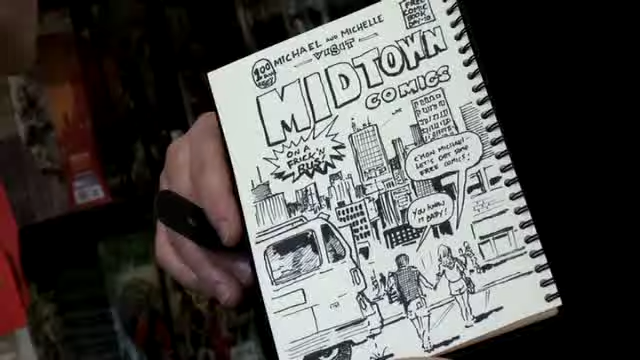 FREE
COMIC
BOOK
DAY
MICHAEL AND MICHELLE
VISIT
MIDTOWN
COMICS
ON A
FRICK'N
BUS!
C'MON MICHAEL-
LET'S GET SOME
FREE COMICS!
YOU KNOW
IT BABY!